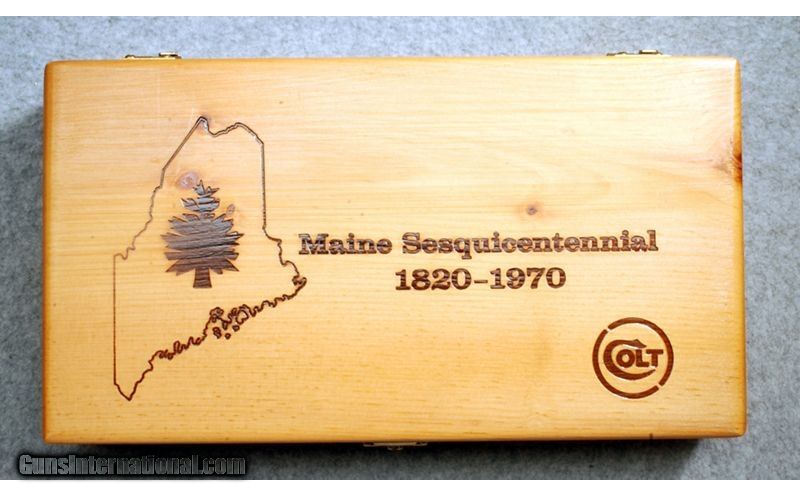 Maine Sesquicentennial
1820-1970
COLT
GunsInternational.com